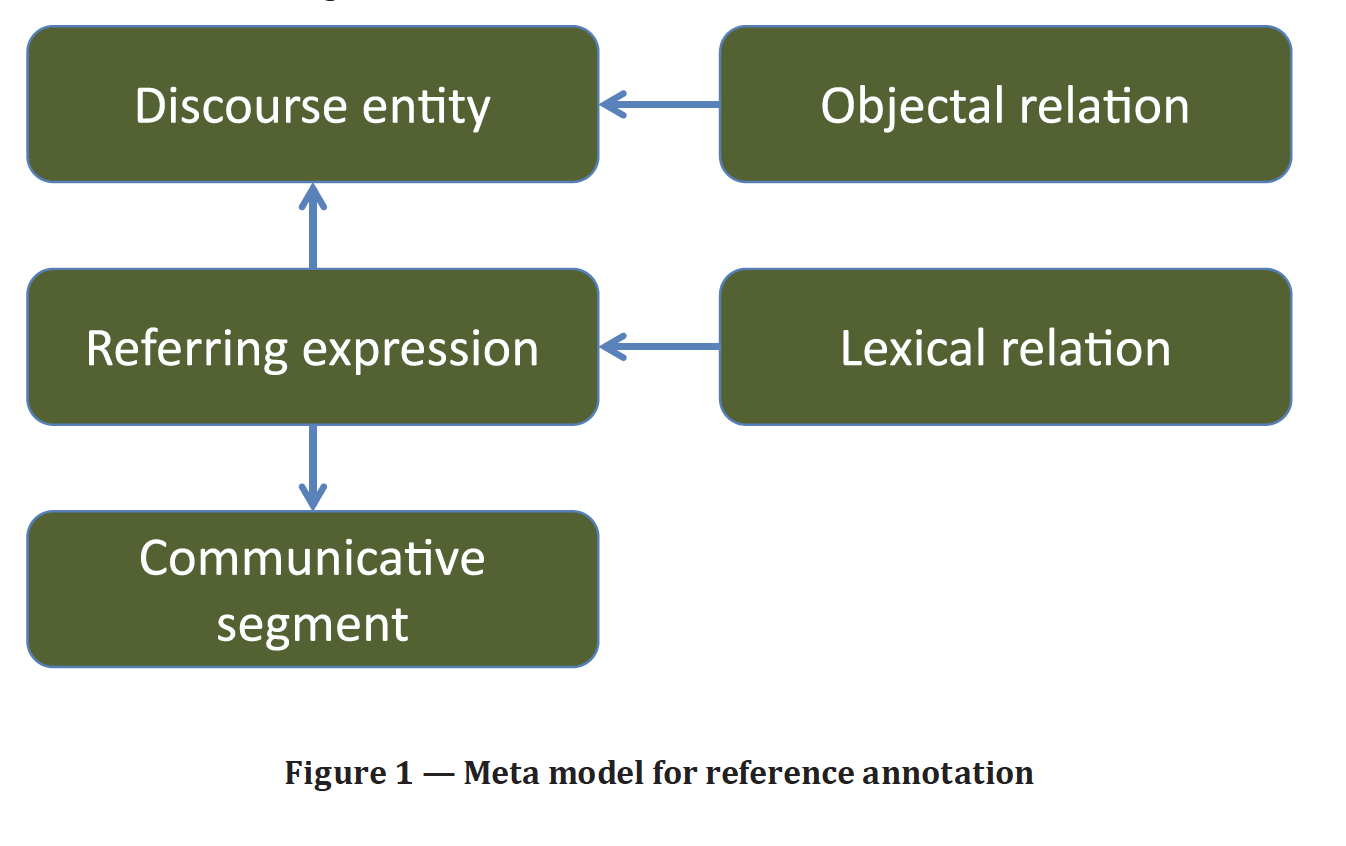 Discourse entity
Objectal relation
Referring expression
Lexical relation
Communicative
segment
Figure 1 — Meta model for reference annotation